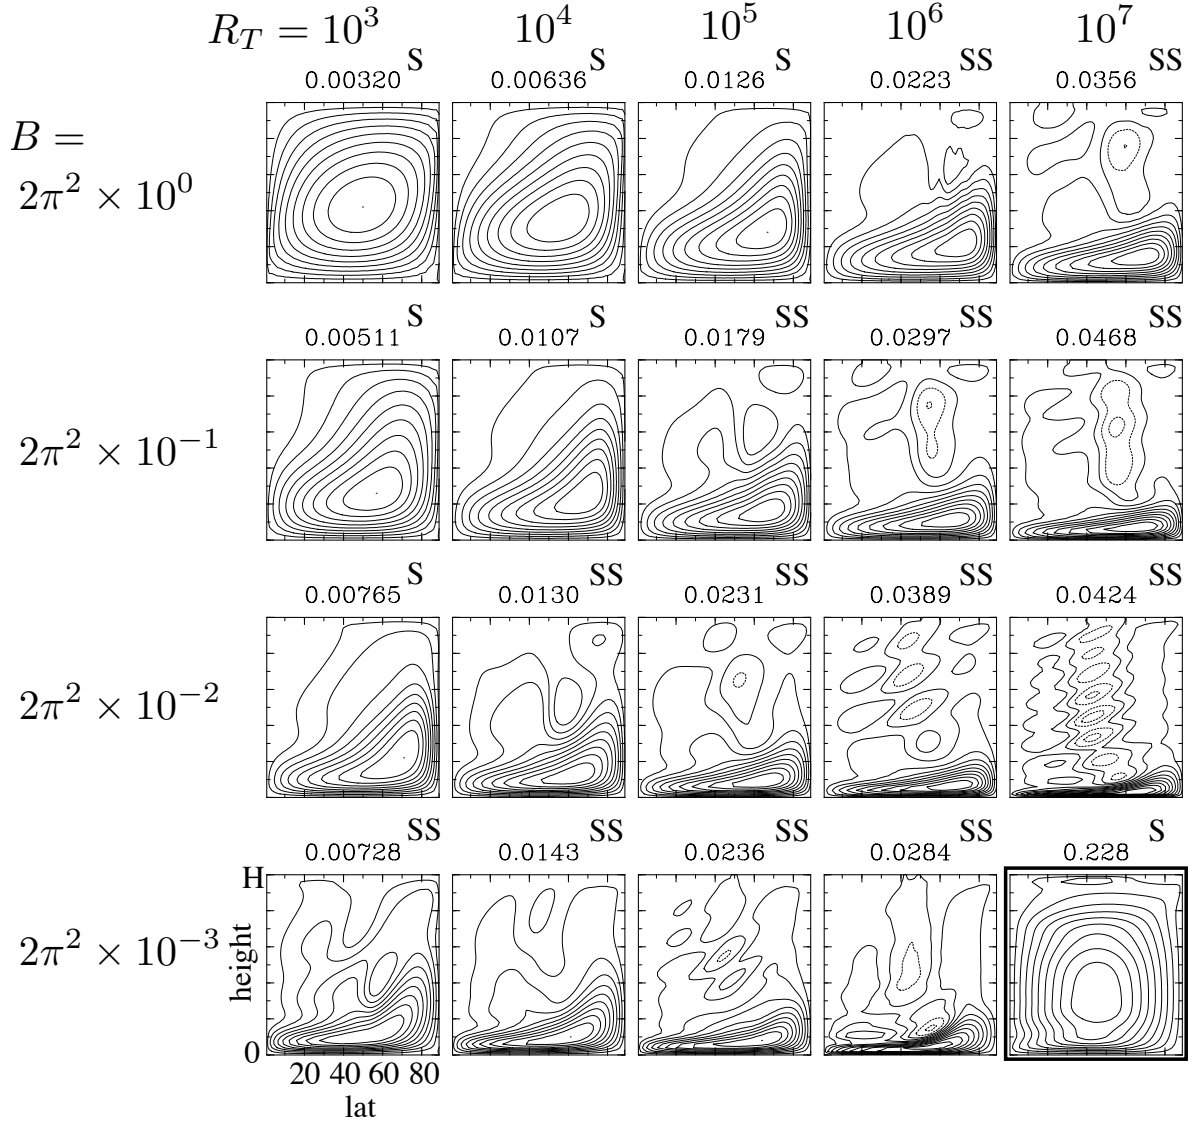 R_T = 10^3 10^4 10^5 10^6 10^7
S S S SS SS
0.00320 0.00636 0.0126 0.0223 0.0356
B =
2π^2 × 10^0
S S SS SS SS
0.00511 0.0107 0.0179 0.0297 0.0468
2π^2 × 10^−1
S SS SS SS SS
0.00765 0.0130 0.0231 0.0389 0.0424
2π^2 × 10^−2
SS SS SS SS S
0.00728 0.0143 0.0236 0.0284 0.228
H
2π^2 × 10^−3
height
0
20 40 60 80
lat